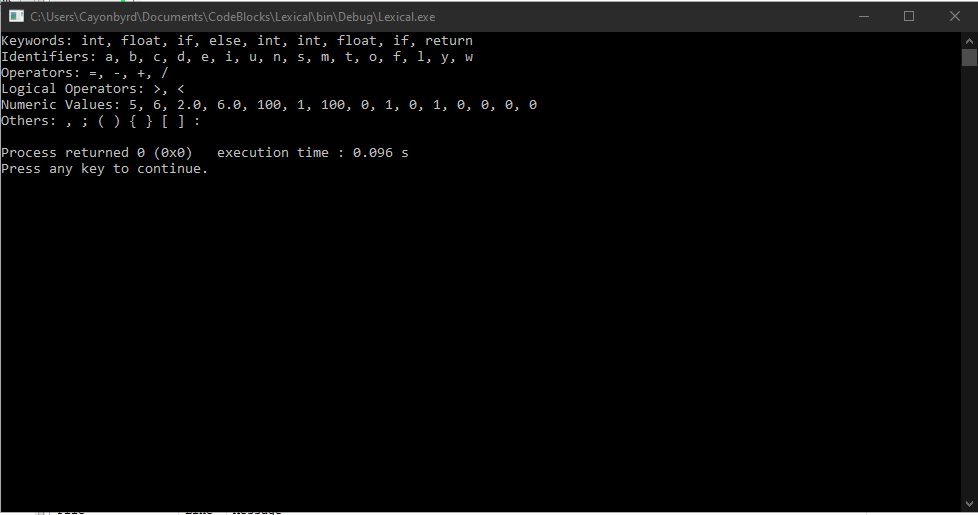 C:\Users\Cayonbyrd\Documents\CodeBlocks\Lexical\bin\Debug\Lexical.exe
Keywords: int, float, if, else, int, int, float, if, return
Identifiers: a, b, c, d, e, i, u, n, s, m, t, o, f, l, y, w
Operators: =, -, +, /
Logical Operators: >, <
Numeric Values: 5, 6, 2.0, 6.0, 100, 1, 100, 0, 1, 0, 1, 0, 0, 0, 0
Others: , ; ( ) { } [ ] :
Process returned 0 (0x0)   execution time : 0.096 s
Press any key to continue.